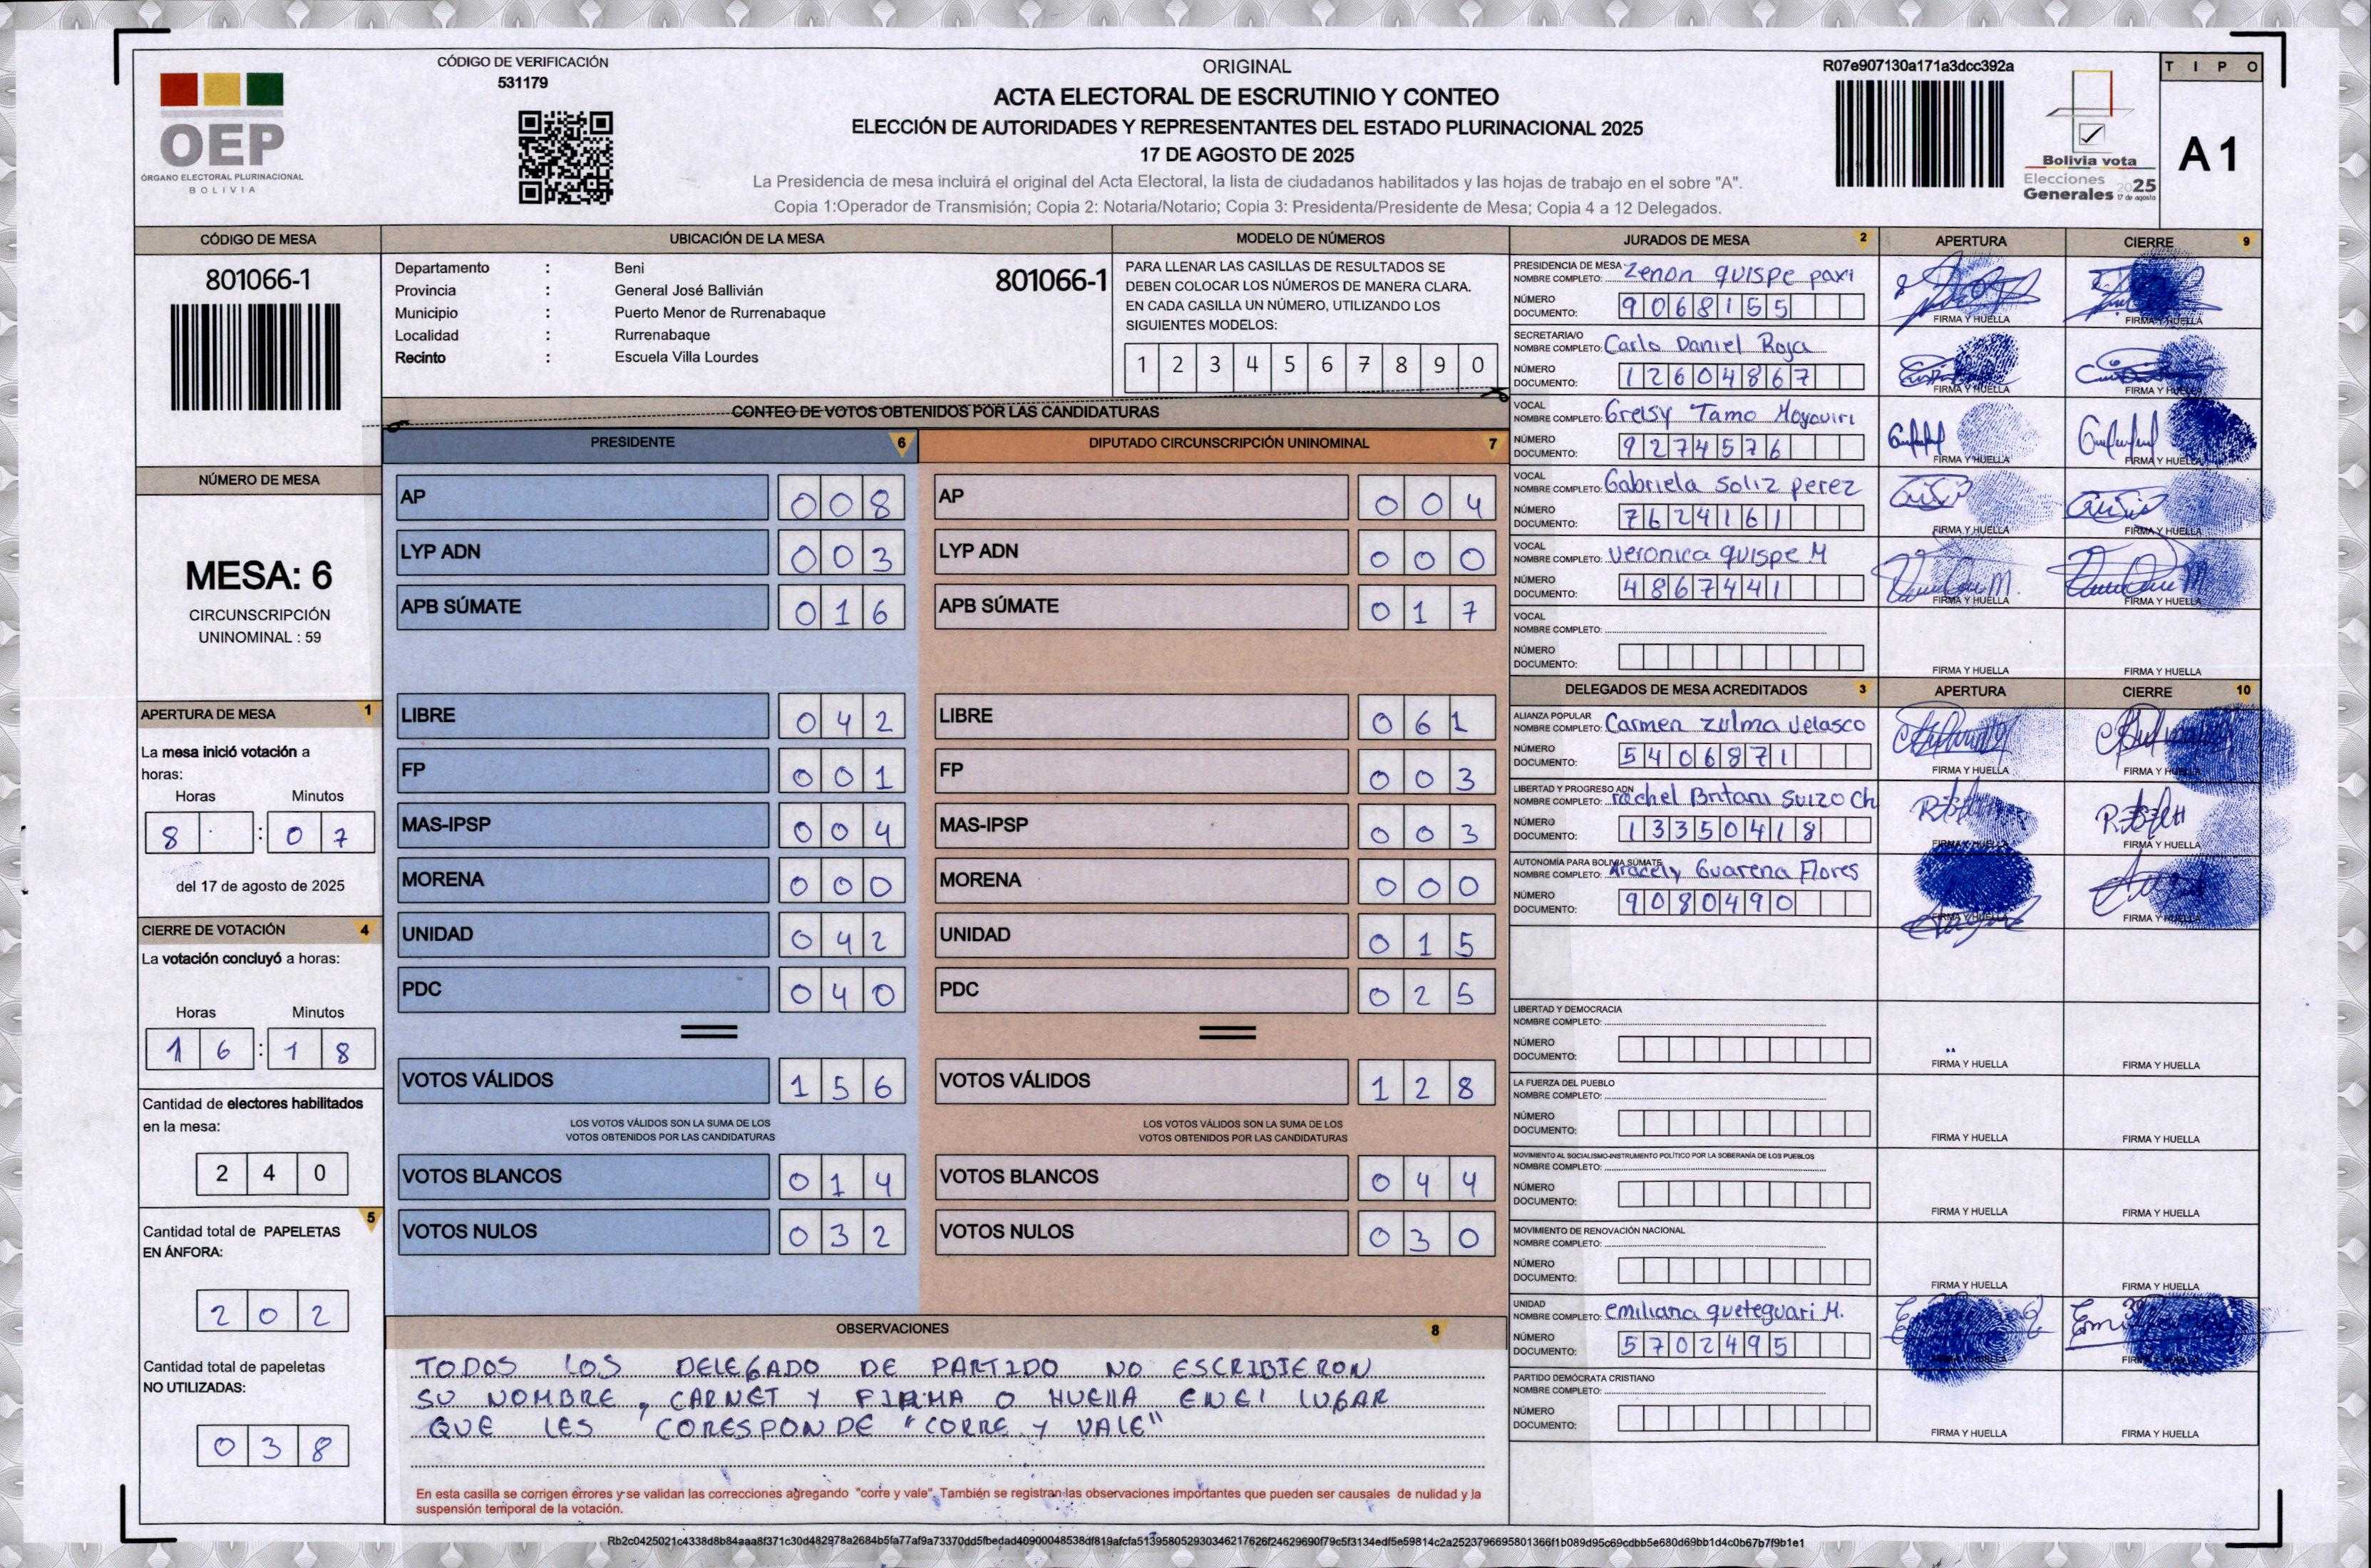 CÓDIGO DE VERIFICACIÓN
531179
OEP
ÓRGANO ELECTORAL PLURINACIONAL
BOLIVIA
ORIGINAL
ACTA ELECTORAL DE ESCRUTINIO Y CONTEO
ELECCIÓN DE AUTORIDADES Y REPRESENTANTES DEL ESTADO PLURINACIONAL 2025
17 DE AGOSTO DE 2025
La Presidencia de mesa incluirá el original del Acta Electoral, la lista de ciudadanos habilitados y las hojas de trabajo en el sobre "A".
Copia 1:Operador de Transmisión; Copia 2: Notaria/Notario; Copia 3: Presidenta/Presidente de Mesa; Copia 4 a 12 Delegados.
R07e907130a171a3dcc392a
Bolivia vota
Elecciones
Generales 2025
17 de agosto
TIPO
A1
CÓDIGO DE MESA
801066-1
NÚMERO DE MESA
MESA: 6
CIRCUNSCRIPCIÓN
UNINOMINAL : 59
APERTURA DE MESA 1
La mesa inició votación a
horas:
Horas Minutos
8 : 07
del 17 de agosto de 2025
CIERRE DE VOTACIÓN 4
La votación concluyó a horas:
Horas Minutos
16 : 18
Cantidad de electores habilitados
en la mesa:
240
5
Cantidad total de PAPELETAS
EN ÁNFORA:
202
Cantidad total de papeletas
NO UTILIZADAS:
038
UBICACIÓN DE LA MESA
Departamento : Beni
801066-1
Provincia : General José Ballivián
Municipio : Puerto Menor de Rurrenabaque
Localidad : Rurrenabaque
Recinto : Escuela Villa Lourdes
MODELO DE NÚMEROS
PARA LLENAR LAS CASILLAS DE RESULTADOS SE
DEBEN COLOCAR LOS NÚMEROS DE MANERA CLARA.
EN CADA CASILLA UN NÚMERO, UTILIZANDO LOS
SIGUIENTES MODELOS:
1 2 3 4 5 6 7 8 9 0
CONTEO DE VOTOS OBTENIDOS POR LAS CANDIDATURAS
PRESIDENTE 6
AP 008
LYP ADN 003
APB SÚMATE 016
LIBRE 042
FP 001
MAS-IPSP 004
MORENA 000
UNIDAD 042
PDC 040
VOTOS VÁLIDOS 156
LOS VOTOS VÁLIDOS SON LA SUMA DE LOS
VOTOS OBTENIDOS POR LAS CANDIDATURAS
VOTOS BLANCOS 014
VOTOS NULOS 032
DIPUTADO CIRCUNSCRIPCIÓN UNINOMINAL 7
AP 004
LYP ADN 000
APB SÚMATE 017
LIBRE 061
FP 003
MAS-IPSP 003
MORENA 000
UNIDAD 015
PDC 025
VOTOS VÁLIDOS 128
LOS VOTOS VÁLIDOS SON LA SUMA DE LOS
VOTOS OBTENIDOS POR LAS CANDIDATURAS
VOTOS BLANCOS 044
VOTOS NULOS 030
OBSERVACIONES 8
TODOS LOS DELEGADO DE PARTIDO NO ESCRIBIERON
SU NOMBRE, CARNET Y FIRMA O HUELLA EN El LUGAR
QUE LES CORESPONDE "CORRE Y VALE"
En esta casilla se corrigen errores y se validan las correcciones agregando "corre y vale". También se registran las observaciones importantes que pueden ser causales de nulidad y la
suspensión temporal de la votación.
JURADOS DE MESA 2 APERTURA CIERRE 9
PRESIDENCIA DE MESA
NOMBRE COMPLETO: Zenon quispe paxi
NÚMERO
DOCUMENTO: 9068155
FIRMA Y HUELLA FIRMA Y HUELLA
SECRETARIA/O
NOMBRE COMPLETO: Carlo Daniel Roja
NÚMERO
DOCUMENTO: 12604867
FIRMA Y HUELLA FIRMA Y HUELLA
VOCAL
NOMBRE COMPLETO: Greisy Tamo Moyoviri
NÚMERO
DOCUMENTO: 9274576
FIRMA Y HUELLA FIRMA Y HUELLA
VOCAL
NOMBRE COMPLETO: Gabriela Soliz perez
NÚMERO
DOCUMENTO: 7624161
FIRMA Y HUELLA FIRMA Y HUELLA
VOCAL
NOMBRE COMPLETO: veronica quispe M
NÚMERO
DOCUMENTO: 4867441
FIRMA Y HUELLA FIRMA Y HUELLA
VOCAL
NOMBRE COMPLETO:
NÚMERO
DOCUMENTO:
FIRMA Y HUELLA FIRMA Y HUELLA
DELEGADOS DE MESA ACREDITADOS 3 APERTURA CIERRE 10
ALIANZA POPULAR
NOMBRE COMPLETO: Carmen Zulma Velasco
NÚMERO
DOCUMENTO: 5406871
FIRMA Y HUELLA FIRMA Y HUELLA
LIBERTAD Y PROGRESO ADN
NOMBRE COMPLETO: rachel Britani Suizo Ch
NÚMERO
DOCUMENTO: 13350418
FIRMA Y HUELLA FIRMA Y HUELLA
AUTONOMÍA PARA BOLIVIA SÚMATE
NOMBRE COMPLETO: Aracely Guarena Flores
NÚMERO
DOCUMENTO: 9080490
FIRMA Y HUELLA FIRMA Y HUELLA
LIBERTAD Y DEMOCRACIA
NOMBRE COMPLETO:
NÚMERO
DOCUMENTO:
FIRMA Y HUELLA FIRMA Y HUELLA
LA FUERZA DEL PUEBLO
NOMBRE COMPLETO:
NÚMERO
DOCUMENTO:
FIRMA Y HUELLA FIRMA Y HUELLA
MOVIMIENTO AL SOCIALISMO-INSTRUMENTO POLÍTICO POR LA SOBERANÍA DE LOS PUEBLOS
NOMBRE COMPLETO:
NÚMERO
DOCUMENTO:
FIRMA Y HUELLA FIRMA Y HUELLA
MOVIMIENTO DE RENOVACIÓN NACIONAL
NOMBRE COMPLETO:
NÚMERO
DOCUMENTO:
FIRMA Y HUELLA FIRMA Y HUELLA
UNIDAD
NOMBRE COMPLETO: emiliana queteguari M.
NÚMERO
DOCUMENTO: 5702495
FIRMA Y HUELLA FIRMA Y HUELLA
PARTIDO DEMÓCRATA CRISTIANO
NOMBRE COMPLETO:
NÚMERO
DOCUMENTO:
FIRMA Y HUELLA FIRMA Y HUELLA